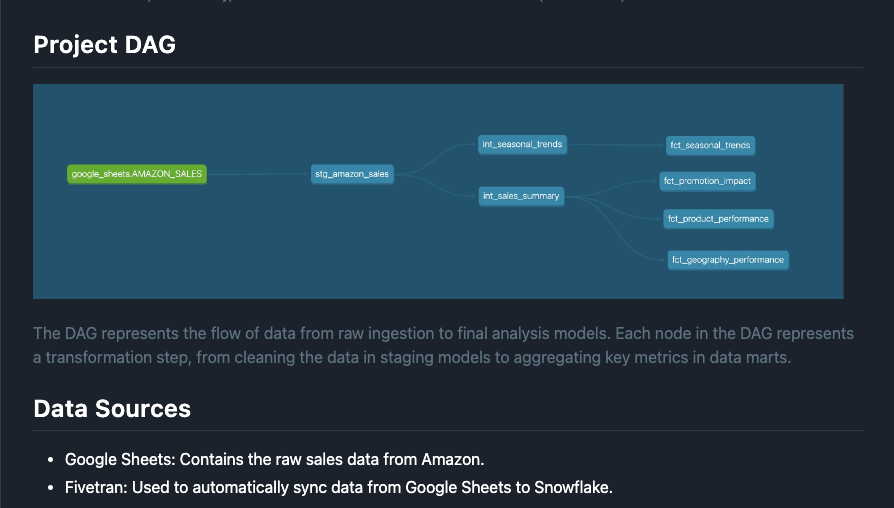 Project DAG
google_sheets.AMAZON_SALES
stg_amazon_sales
int_seasonal_trends
int_sales_summary
fct_seasonal_trends
fct_promotion_impact
fct_product_performance
fct_geography_performance
The DAG represents the flow of data from raw ingestion to final analysis models. Each node in the DAG represents
a transformation step, from cleaning the data in staging models to aggregating key metrics in data marts.
Data Sources
• Google Sheets: Contains the raw sales data from Amazon.
• Fivetran: Used to automatically sync data from Google Sheets to Snowflake.